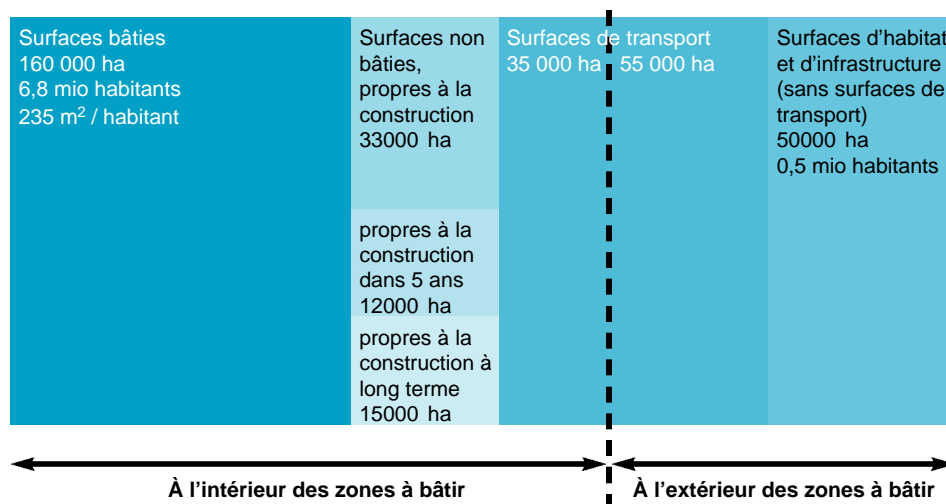 Surfaces bâties
160 000 ha
6,8 mio habitants
235 m² / habitant
Surfaces non
bâties,
propres à la
construction
33000 ha
propres à la
construction
dans 5 ans
12000 ha
propres à la
construction à
long terme
15000 ha
Surfaces de transport
35 000 ha 55 000 ha
Surfaces d'habitat
et d'infrastructure
(sans surfaces de
transport)
50000 ha
0,5 mio habitants
À l'intérieur des zones à bâtir
À l'extérieur des zones à bâtir